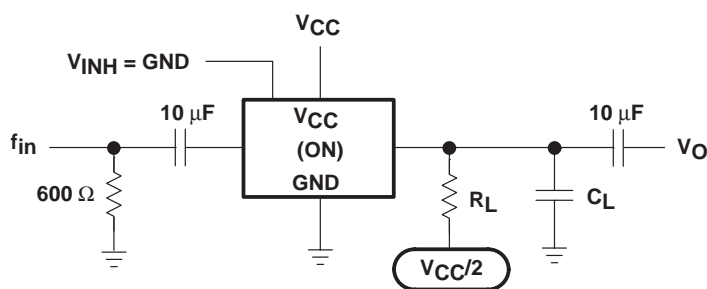 VCC
VINH = GND
10 μF
VCC
(ON)
GND
10 μF
fin
VO
600 Ω
RL
CL
VCC/2